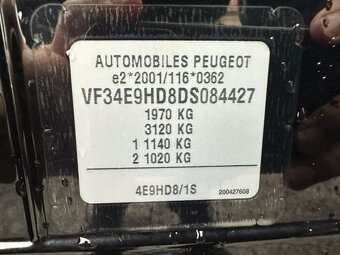 AUTOMOBILES PEUGEOT
e2*2001/116*0362
VF34E9HD8DS084427
1970 KG
3120 KG
1 1140 KG
2 1020 KG
4E9HD8/1S
200427608